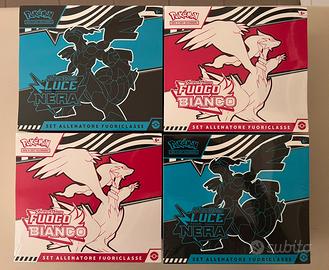 POKÉMON
POKÉMON
LUCE
NERA
FUOCO
BIANCO
SET ALLENATORE FUORICLASSE
SET ALLENATORE FUORICLASSE
POKÉMON
POKÉMON
FUOCO
BIANCO
LUCE
NERA
SET ALLENATORE FUORICLASSE
SET ALLENATORE FUORICLASSE
subito